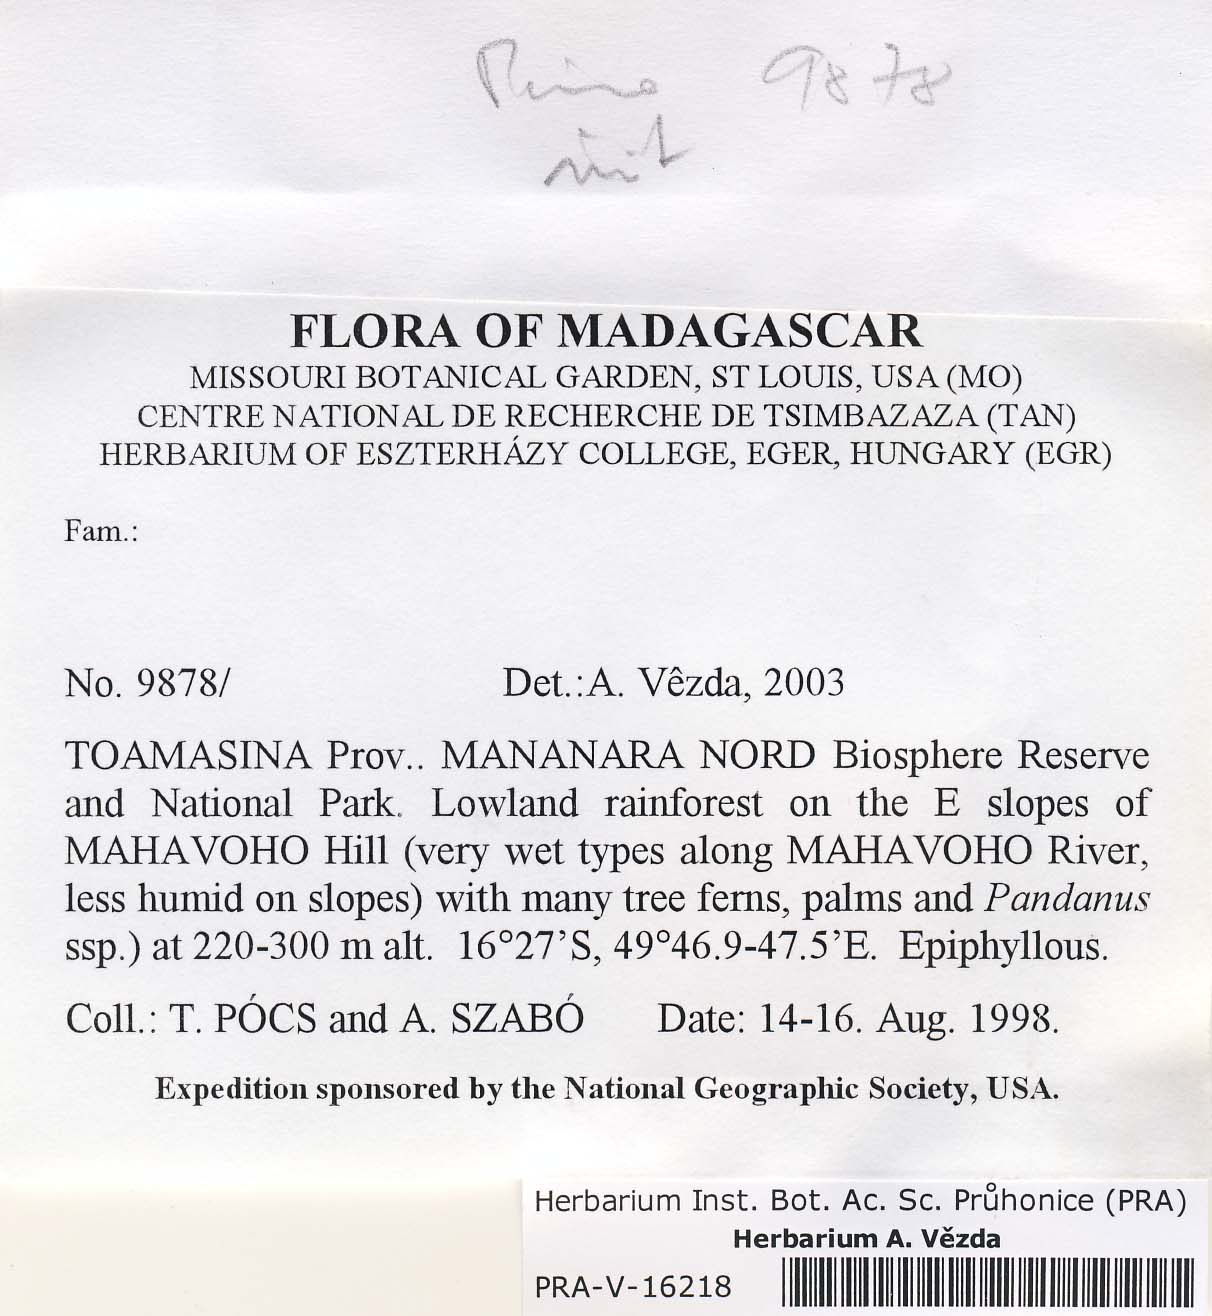 9878
FLORA OF MADAGASCAR
MISSOURI BOTANICAL GARDEN, ST LOUIS, USA (MO)
CENTRE NATIONAL DE RECHERCHE DE TSIMBAZAZA (TAN)
HERBARIUM OF ESZTERHÁZY COLLEGE, EGER, HUNGARY (EGR)
Fam.:
No. 9878/ Det.:A. Vêzda, 2003
TOAMASINA Prov.. MANANARA NORD Biosphere Reserve
and National Park. Lowland rainforest on the E slopes of
MAHAVOHO Hill (very wet types along MAHAVOHO River,
less humid on slopes) with many tree ferns, palms and Pandanus
ssp.) at 220-300 m alt. 16°27’S, 49°46.9-47.5’E. Epiphyllous.
Coll.: T. PÓCS and A. SZABÓ Date: 14-16. Aug. 1998.
Expedition sponsored by the National Geographic Society, USA.
Herbarium Inst. Bot. Ac. Sc. Průhonice (PRA)
Herbarium A. Vězda
PRA-V-16218